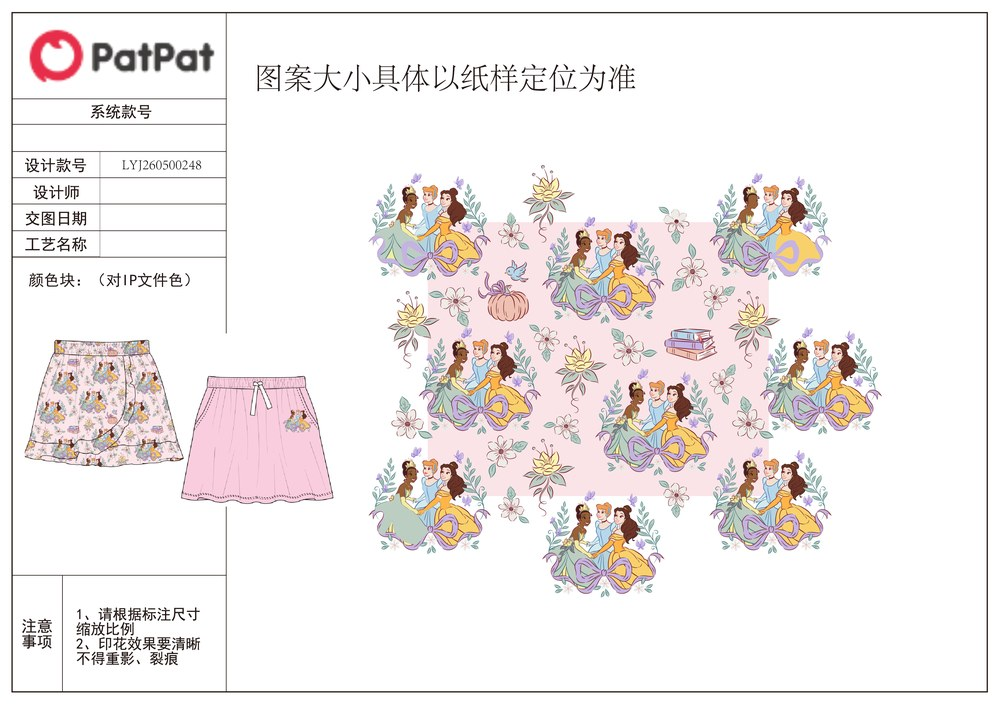 PatPat
图案大小具体以纸样定位为准
系统款号
设计款号 LYJ260500248
设计师
交图日期
工艺名称
颜色块：（对IP文件色）
注意
事项
1、请根据标注尺寸
缩放比例
2、印花效果要清晰
不得重影、裂痕